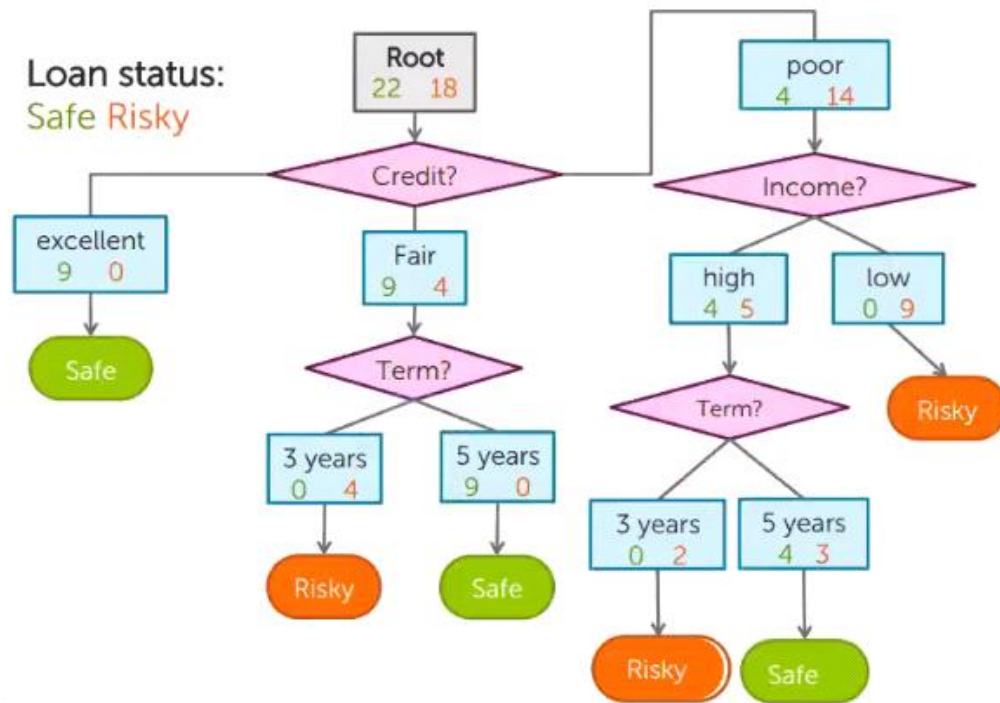 Loan status:
Safe Risky
Root
22 18
Credit?
excellent
9 0
Safe
Fair
9 4
Term?
3 years
0 4
Risky
5 years
9 0
Safe
poor
4 14
Income?
high
4 5
Term?
3 years
0 2
Risky
5 years
4 3
Safe
low
0 9
Risky